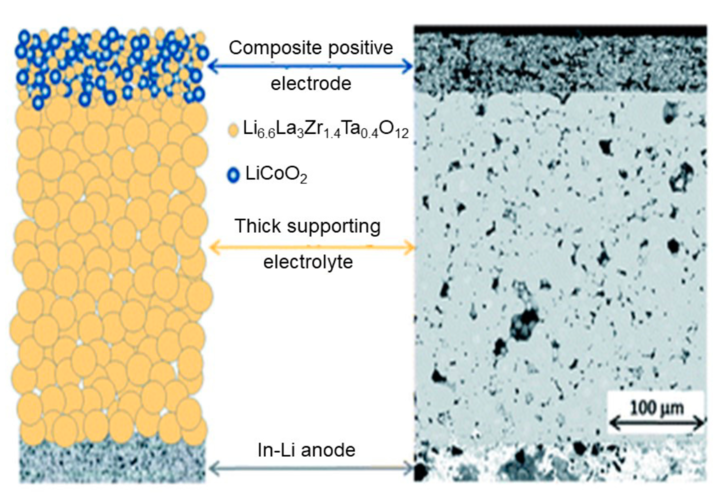 Composite positive
electrode
Li₆.₆La₃Zr₁.₄Ta₀.₄O₁₂
LiCoO₂
Thick supporting
electrolyte
100 μm
In-Li anode